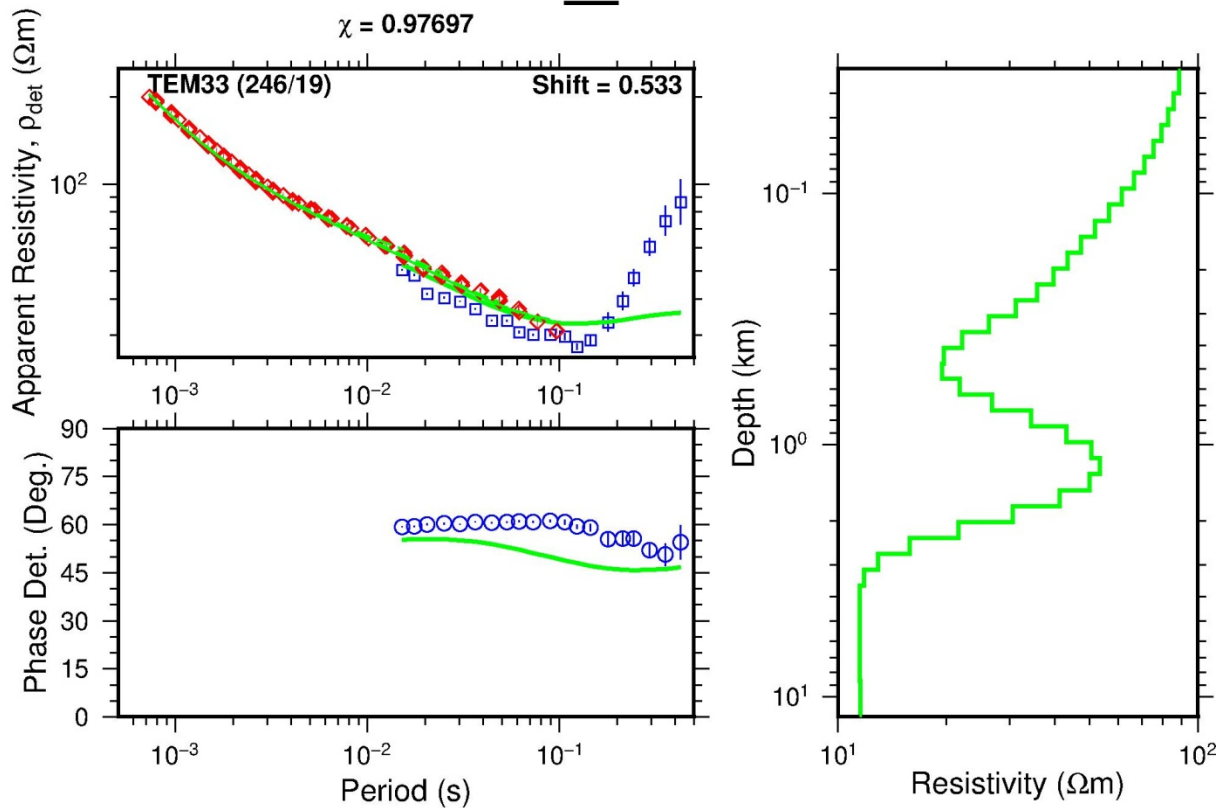 χ = 0.97697
TEM33 (246/19)
Shift = 0.533
Apparent Resistivity, ρdet (Ωm)
10²
10⁻³ 10⁻² 10⁻¹
Phase Det. (Deg.)
90
75
60
45
30
15
0
10⁻³ 10⁻² 10⁻¹
Period (s)
Depth (km)
10⁻¹
10⁰
10¹
10¹ 10²
Resistivity (Ωm)